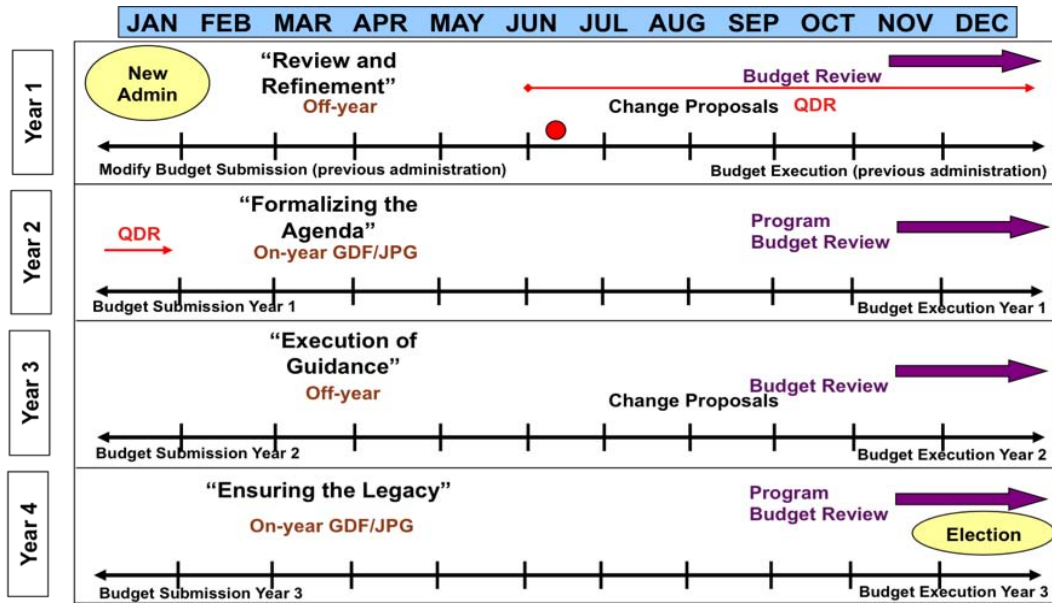 JAN FEB MAR APR MAY JUN JUL AUG SEP OCT NOV DEC
Year 1
New
Admin
“Review and
Refinement”
Off-year
Budget Review
Change Proposals
QDR
Modify Budget Submission (previous administration)
Budget Execution (previous administration)
Year 2
QDR
“Formalizing the
Agenda”
On-year GDF/JPG
Program
Budget Review
Budget Submission Year 1
Budget Execution Year 1
Year 3
“Execution of
Guidance”
Off-year
Budget Review
Change Proposals
Budget Submission Year 2
Budget Execution Year 2
Year 4
“Ensuring the Legacy”
On-year GDF/JPG
Program
Budget Review
Election
Budget Submission Year 3
Budget Execution Year 3